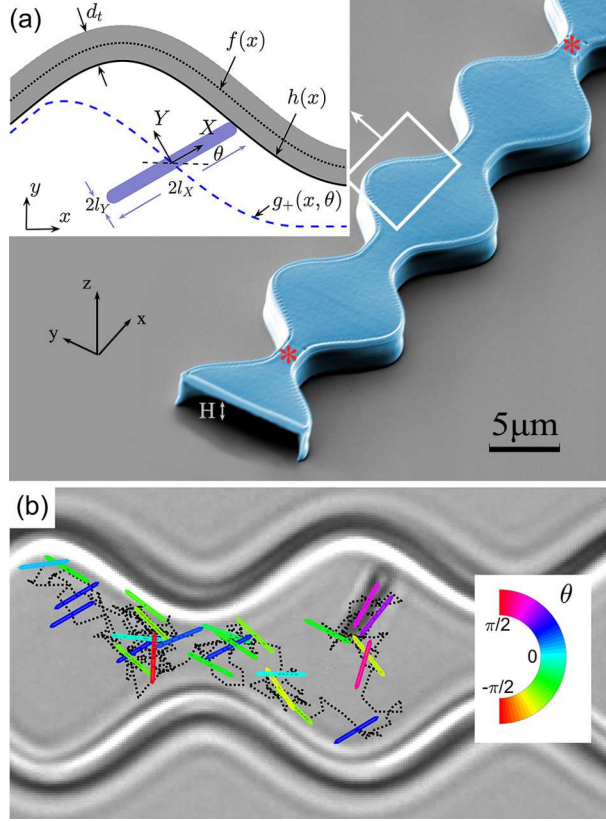 (a)
d_t
f(x)
h(x)
Y
X
θ
2l_Y
2l_X
g_+(x, θ)
y
x
*
z
y
x
*
H
5μm
(b)
θ
π/2
0
-π/2